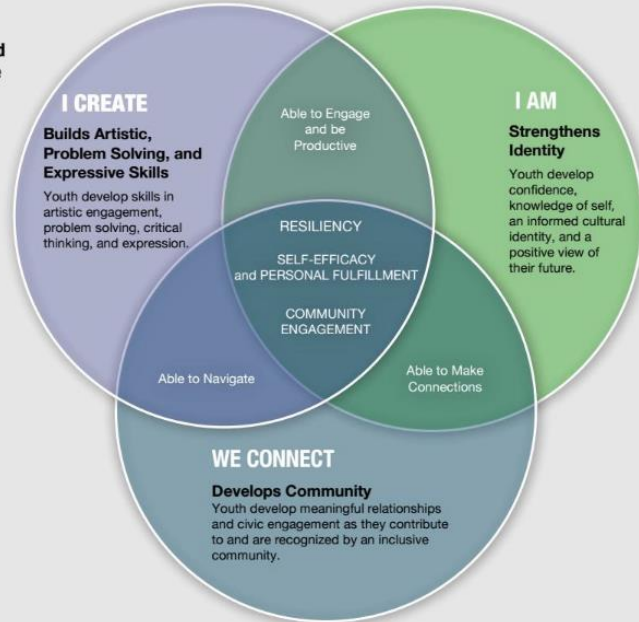 I CREATE
Builds Artistic,
Problem Solving, and
Expressive Skills
Youth develop skills in
artistic engagement,
problem solving, critical
thinking, and expression.
Able to Engage
and be
Productive
I AM
Strengthens
Identity
Youth develop
confidence,
knowledge of self,
an informed cultural
identity, and a
positive view of
their future.
RESILIENCY
SELF-EFFICACY
and PERSONAL FULFILLMENT
COMMUNITY
ENGAGEMENT
Able to Navigate
Able to Make
Connections
WE CONNECT
Develops Community
Youth develop meaningful relationships
and civic engagement as they contribute
to and are recognized by an inclusive
community.